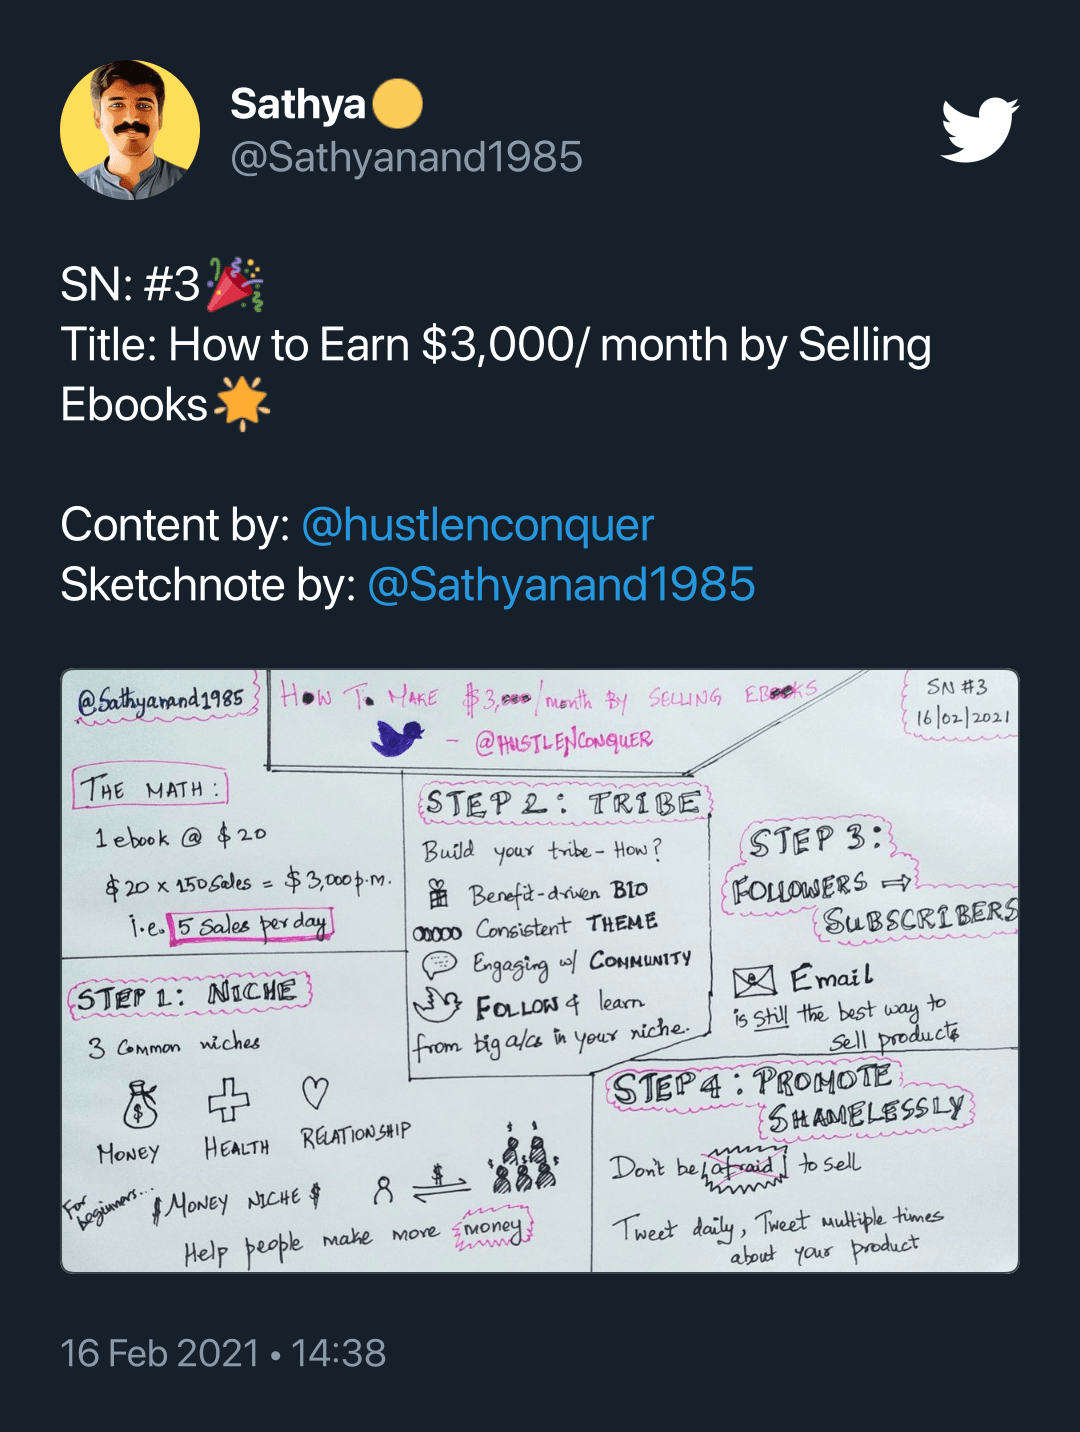 Sathya
@Sathyanand1985
SN: #3
Title: How to Earn $3,000/ month by Selling
Ebooks
Content by: @hustlenconquer
Sketchnote by: @Sathyanand1985
@Sathyanand1985
HOW TO MAKE $3,000/month BY SELLING EBOOKS
- @HUSTLENCONQUER
SN #3
16/02/2021
THE MATH:
1 ebook @ $20
$20 x 150 Sales = $3,000 p.m.
i.e. 5 Sales per day
STEP 1: NICHE
3 Common niches
$
MONEY HEALTH RELATIONSHIP
For beginners... $ MONEY NICHE $
$
Help people make more money
STEP 2: TRIBE
Build your tribe - How?
Benefit-driven BIO
Consistent THEME
Engaging w/ COMMUNITY
FOLLOW & learn
from big a/cs in your niche.
STEP 3:
FOLLOWERS ⇒
SUBSCRIBERS
e Email
is still the best way to
sell products
STEP 4: PROMOTE
SHAMELESSLY
Don't be afraid to sell
Tweet daily, Tweet multiple times
about your product
16 Feb 2021 • 14:38